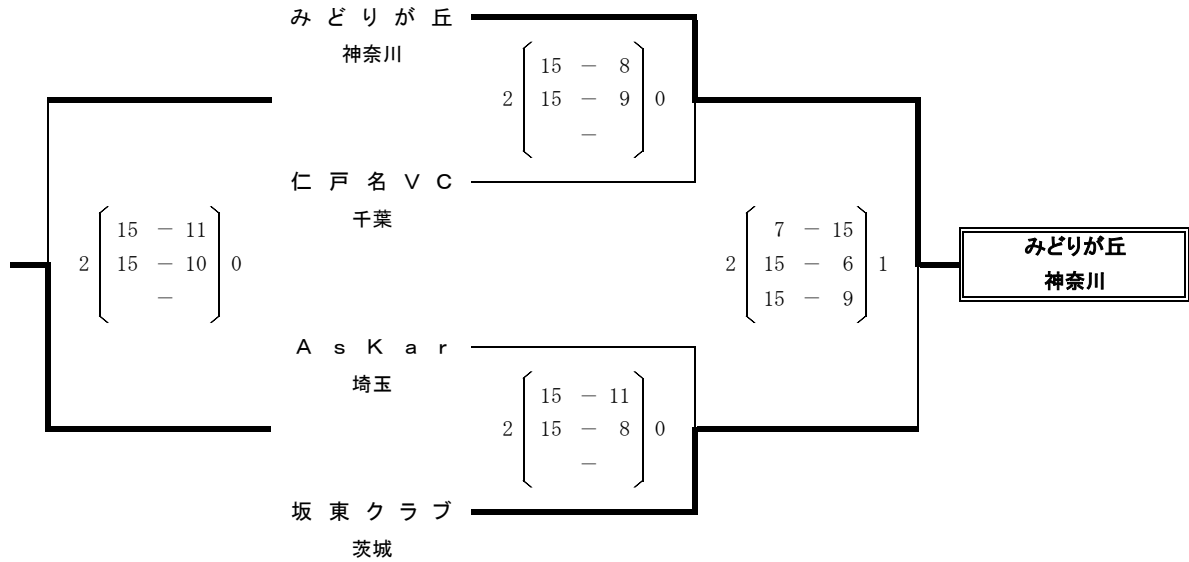 みどりが丘
神奈川
2 15 － 8 0
15 － 9
－
仁戸名ＶＣ
千葉
2 15 － 11 0
15 － 10
－
2 7 － 15 1
15 － 6
15 － 9
みどりが丘
神奈川
ＡｓＫａｒ
埼玉
2 15 － 11 0
15 － 8
－
坂東クラブ
茨城